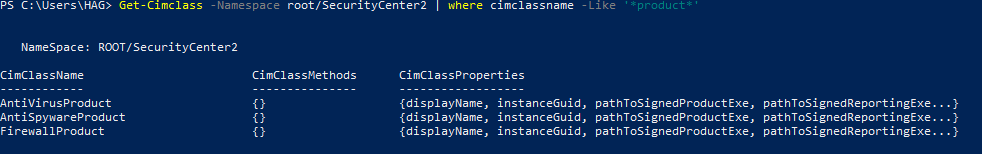 PS C:\Users\HAG> Get-Cimclass -Namespace root/SecurityCenter2 | where cimclassname -Like '*product*'
NameSpace: ROOT/SecurityCenter2
CimClassName CimClassMethods CimClassProperties
------------ --------------- ------------------
AntiVirusProduct {} {displayName, instanceGuid, pathToSignedProductExe, pathToSignedReportingExe...}
AntiSpywareProduct {} {displayName, instanceGuid, pathToSignedProductExe, pathToSignedReportingExe...}
FirewallProduct {} {displayName, instanceGuid, pathToSignedProductExe, pathToSignedReportingExe...}